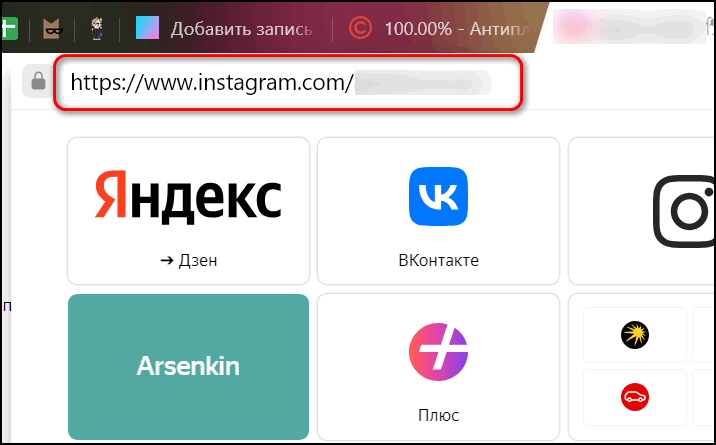 Добавить запись
100.00% - Антипл
https://www.instagram.com/
Яндекс
➔ Дзен
ВКонтакте
Arsenkin
Плюс
п